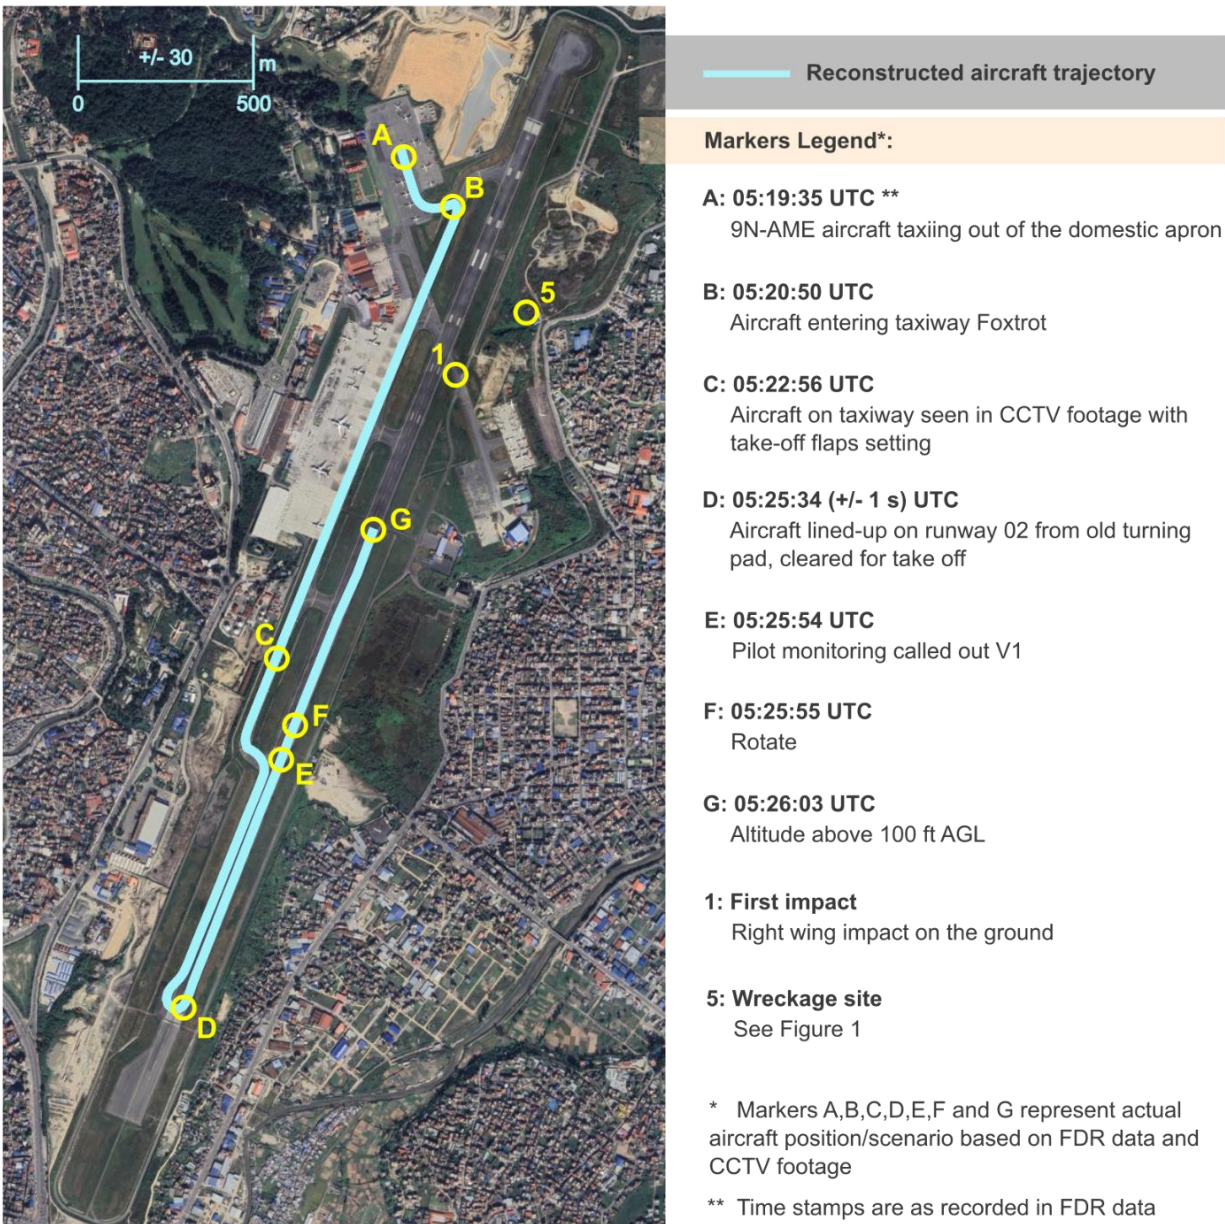 +/- 30
m
0
500
A
B
5
1
G
C
F
E
D
Reconstructed aircraft trajectory
Markers Legend*:
A: 05:19:35 UTC **
9N-AME aircraft taxiing out of the domestic apron
B: 05:20:50 UTC
Aircraft entering taxiway Foxtrot
C: 05:22:56 UTC
Aircraft on taxiway seen in CCTV footage with
take-off flaps setting
D: 05:25:34 (+/- 1 s) UTC
Aircraft lined-up on runway 02 from old turning
pad, cleared for take off
E: 05:25:54 UTC
Pilot monitoring called out V1
F: 05:25:55 UTC
Rotate
G: 05:26:03 UTC
Altitude above 100 ft AGL
1: First impact
Right wing impact on the ground
5: Wreckage site
See Figure 1
* Markers A,B,C,D,E,F and G represent actual
aircraft position/scenario based on FDR data and
CCTV footage
** Time stamps are as recorded in FDR data